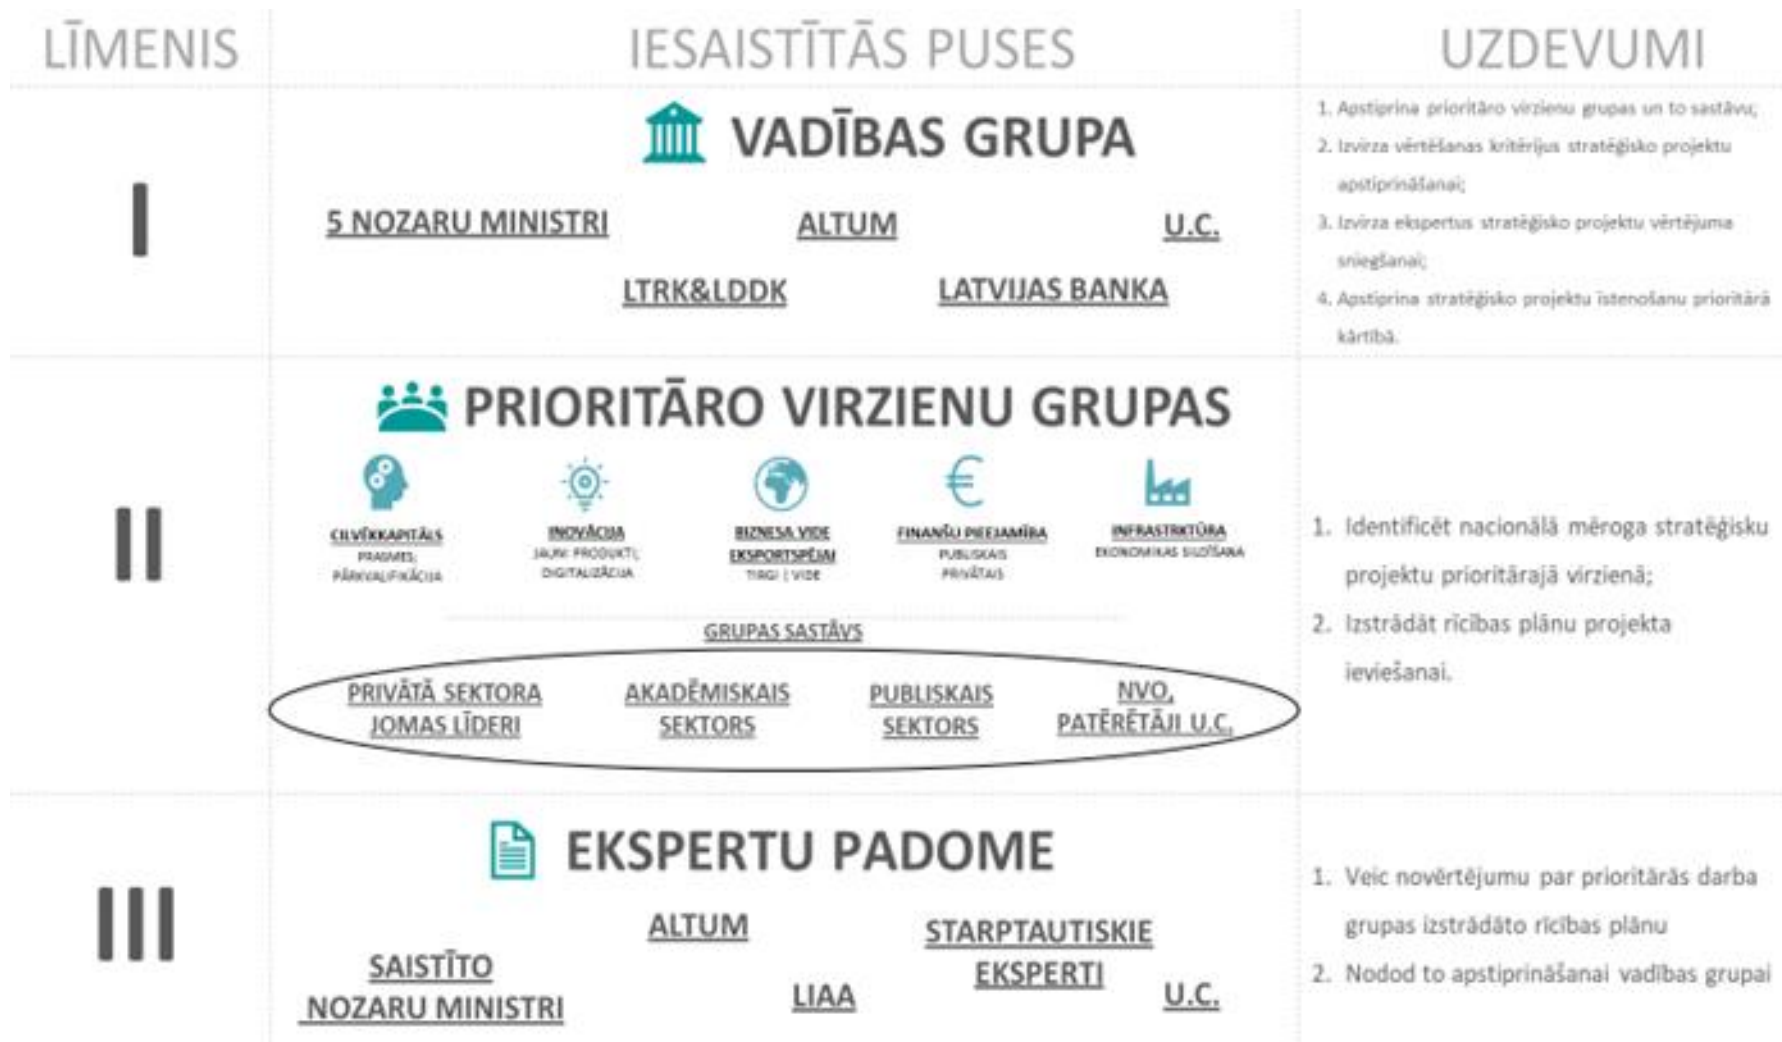 LĪMENIS
IESAISTĪTĀS PUSES
UZDEVUMI
I
VADĪBAS GRUPA
5 NOZARU MINISTRI
ALTUM
U.C.
LTRK&LDDK
LATVIJAS BANKA
1. Apstiprina prioritāro virzienu grupas un to sastāvu;
2. Izvirza vērtēšanas kritērijus stratēģisko projektu
apstiprināšanai;
3. Izvirza ekspertus stratēģisko projektu vērtējuma
sniegšanai;
4. Apstiprina stratēģisko projektu īstenošanu prioritārā
kārtībā.
II
PRIORITĀRO VIRZIENU GRUPAS
CILVĒKKAPITĀLS
PRASMES;
PĀRKVALIFIKĀCIJA
INOVĀCIJA
JAUNI PRODUKTI;
DIGITALIZĀCIJA
BIZNESA VIDE
EKSPORTSPĒJAI
TIRGI | VIDE
FINANŠU PIEEJAMĪBA
PUBLISKAIS
PRIVĀTAIS
INFRASTRKTŪRA
EKONOMIKAS SILDĪŠANA
GRUPAS SASTĀVS
PRIVĀTĀ SEKTORA
JOMAS LĪDERI
AKADĒMISKAIS
SEKTORS
PUBLISKAIS
SEKTORS
NVO,
PATĒRĒTĀJI U.C.
1. Identificēt nacionālā mēroga stratēģisku
projektu prioritārajā virzienā;
2. Izstrādāt rīcības plānu projekta
ieviešanai.
III
EKSPERTU PADOME
SAISTĪTO
NOZARU MINISTRI
ALTUM
LIAA
STARPTAUTISKIE
EKSPERTI
U.C.
1. Veic novērtējumu par prioritārās darba
grupas izstrādāto rīcības plānu
2. Nodod to apstiprināšanai vadības grupai